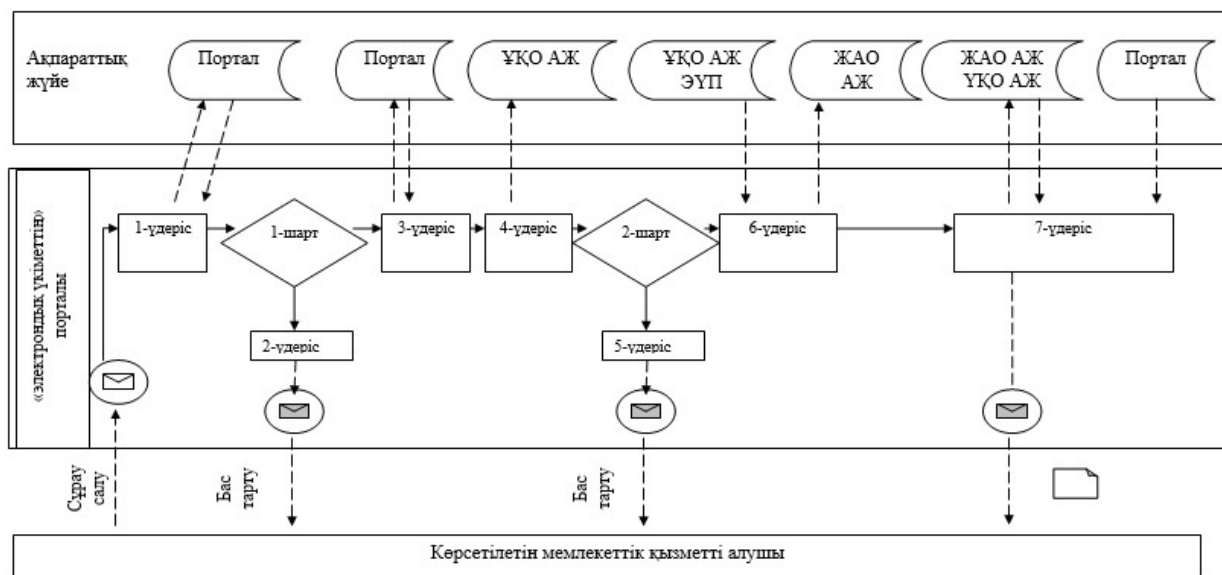 Ақпараттық
жүйе
Портал
Портал
ҰҚО АЖ
ҰҚО АЖ
ЭҮП
ЖАО
АЖ
ЖАО АЖ
ҮҚО АЖ
Портал
«электрондық үкіметтің»
порталы
1-үдеріс
1-шарт
3-үдеріс
4-үдеріс
2-шарт
6-үдеріс
7-үдеріс
2-үдеріс
5-үдеріс
Сұрау
салу
Бас
тарту
Бас
тарту
Көрсетілетін мемлекеттік қызметті алушы